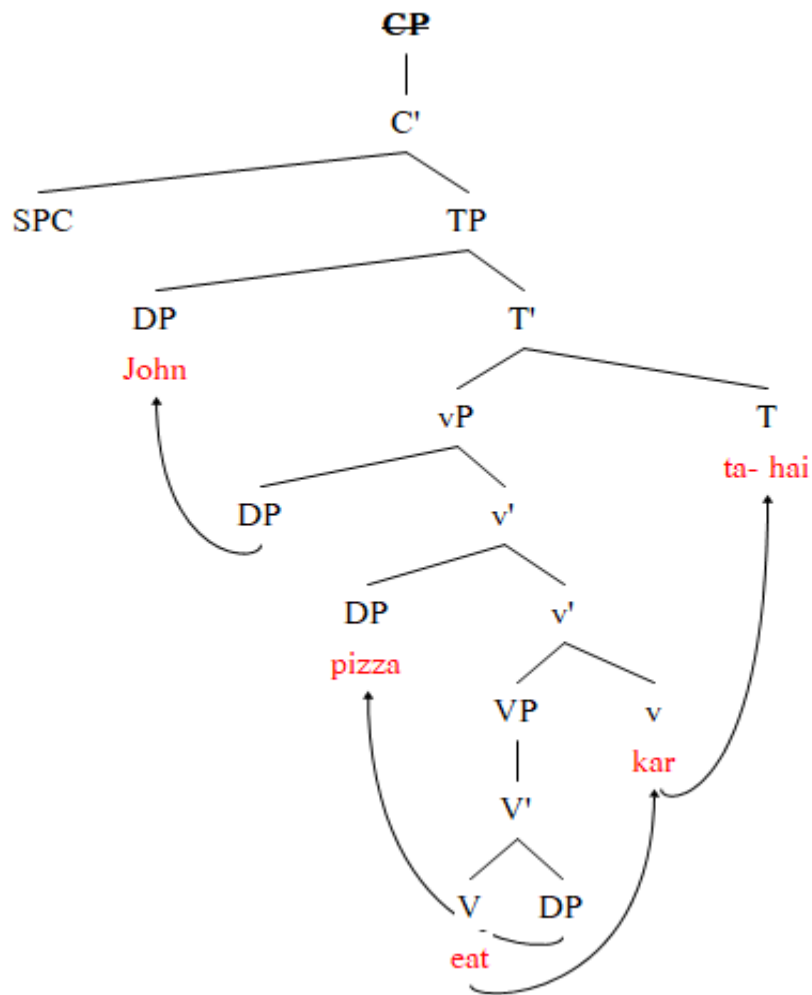 CP
C'
SPC TP
DP T'
John
vP T
ta- hai
DP v'
DP v'
pizza
VP v
kar
V'
V DP
eat